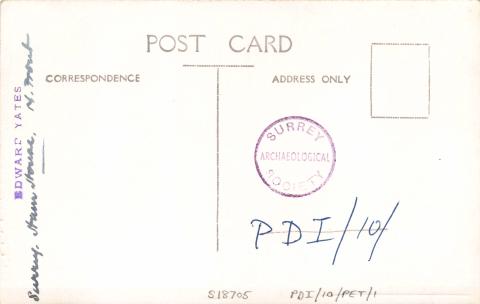 POST CARD
CORRESPONDENCE
ADDRESS ONLY
EDWARD YATES
Surrey. Ham House. N. Front
SURREY
ARCHAEOLOGICAL
SOCIETY
PDI/10/
S18705
PDI/10/PET/1